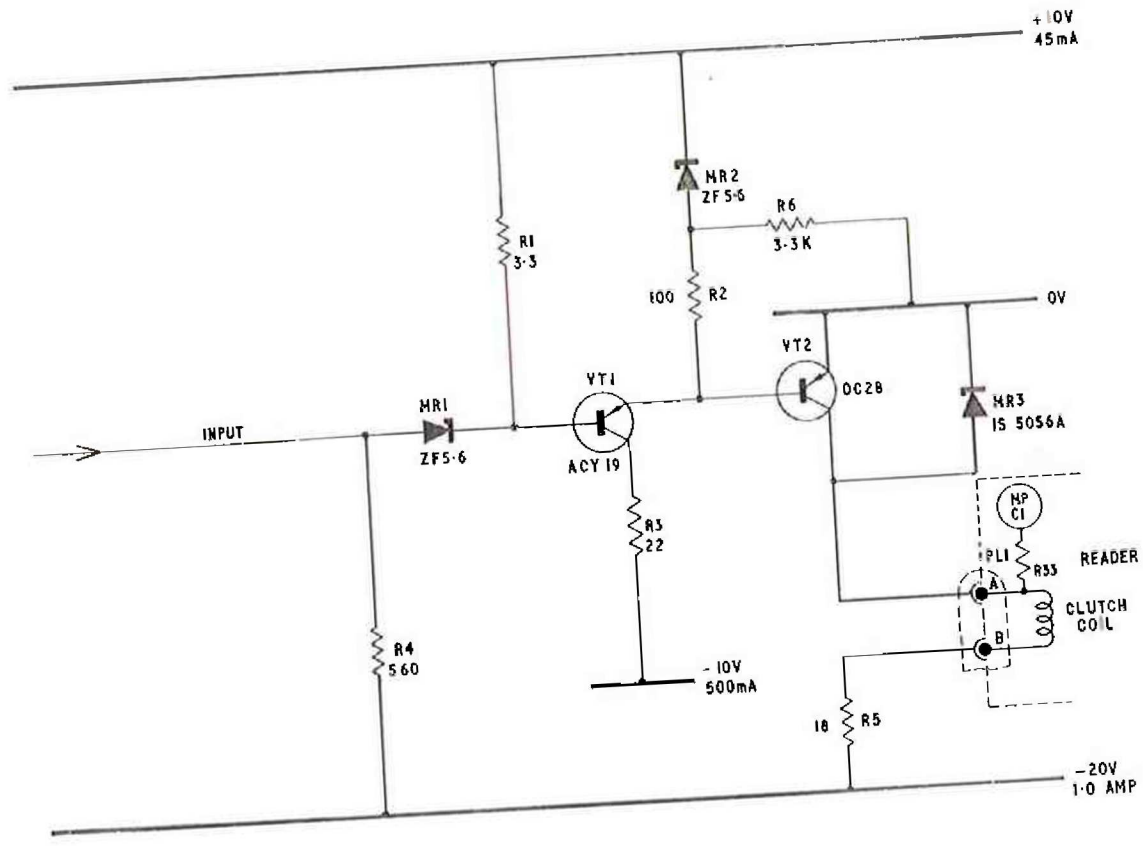 +10V
45mA
MR2
ZF5·6
R6
3·3K
R1
3·3
100
R2
0V
VT2
OC28
VT1
MR1
MR3
IS 5056A
INPUT
ZF5·6
ACY 19
R3
22
MP
C1
PL1
READER
R33
A
CLUTCH
COIL
B
R4
560
-10V
500mA
18
R5
-20V
1·0 AMP